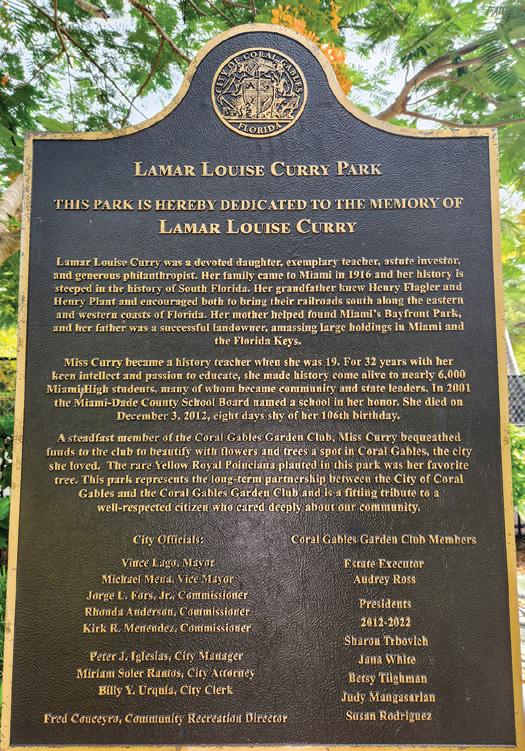 CITY OF CORAL GABLES
FLORIDA
LAMAR LOUISE CURRY PARK
THIS PARK IS HEREBY DEDICATED TO THE MEMORY OF
LAMAR LOUISE CURRY
Lamar Louise Curry was a devoted daughter, exemplary teacher, astute investor,
and generous philanthropist. Her family came to Miami in 1916 and her history is
steeped in the history of South Florida. Her grandfather knew Henry Flagler and
Henry Plant and encouraged both to bring their railroads south along the eastern
and western coasts of Florida. Her mother helped found Miami's Bayfront Park,
and her father was a successful landowner, amassing large holdings in Miami and
the Florida Keys.
Miss Curry became a history teacher when she was 19. For 32 years with her
keen intellect and passion to educate, she made history come alive to nearly 6,000
Miami High students, many of whom became community and state leaders. In 2001
the Miami-Dade County School Board named a school in her honor. She died on
December 3, 2012, eight days shy of her 106th birthday.
A steadfast member of the Coral Gables Garden Club, Miss Curry bequeathed
funds to the club to beautify with flowers and trees a spot in Coral Gables, the city
she loved. The rare Yellow Royal Poinciana planted in this park was her favorite
tree. This park represents the long-term partnership between the City of Coral
Gables and the Coral Gables Garden Club and is a fitting tribute to a
well-respected citizen who cared deeply about our community.
City Officials:
Vince Lago, Mayor
Michael Mena, Vice Mayor
Jorge L. Fors, Jr., Commissioner
Rhonda Anderson, Commissioner
Kirk R. Menendez, Commissioner
Peter J. Iglesias, City Manager
Miriam Soler Ramos, City Attorney
Billy Y. Urquia, City Clerk
Fred Couceyro, Community Recreation Director
Coral Gables Garden Club Members
Estate Executor
Audrey Ross
Presidents
2012-2022
Sharon Trbovich
Jana White
Betsy Tilghman
Judy Mangasarian
Susan Rodriguez